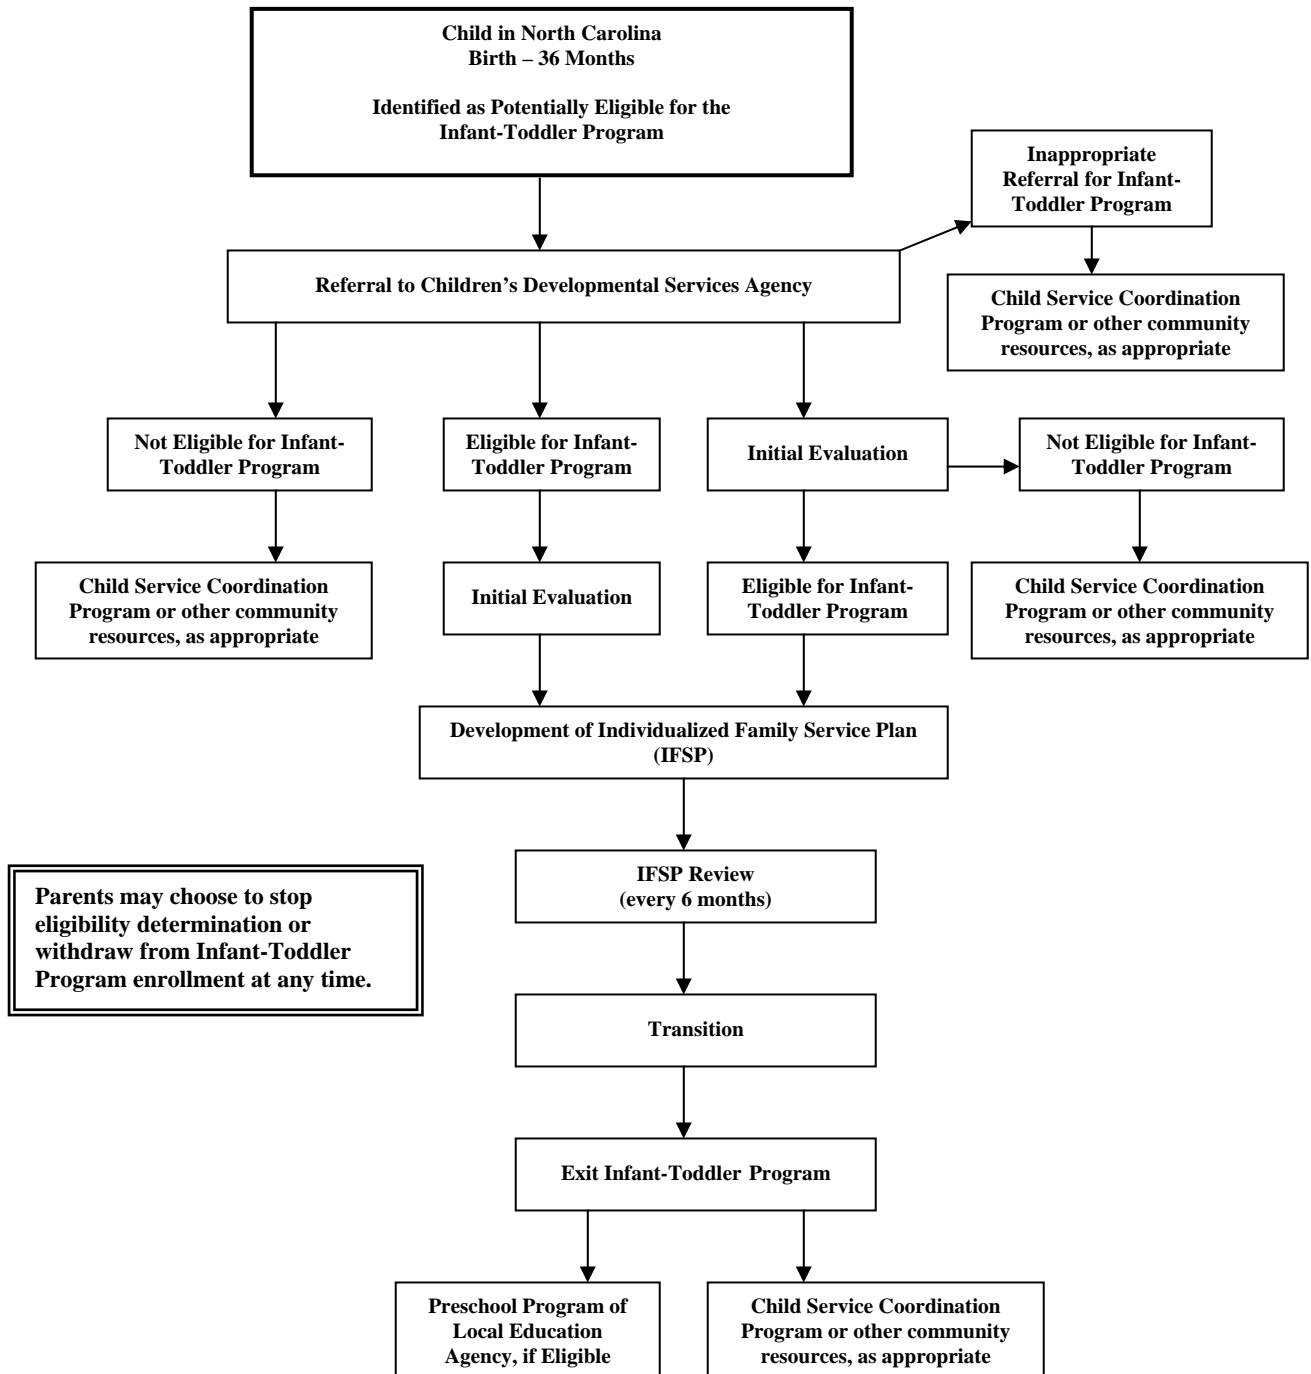 Child in North Carolina
Birth – 36 Months
Identified as Potentially Eligible for the
Infant-Toddler Program
Inappropriate
Referral for Infant-
Toddler Program
Referral to Children’s Developmental Services Agency
Child Service Coordination
Program or other community
resources, as appropriate
Not Eligible for Infant-
Toddler Program
Eligible for Infant-
Toddler Program
Initial Evaluation
Not Eligible for Infant-
Toddler Program
Child Service Coordination
Program or other community
resources, as appropriate
Initial Evaluation
Eligible for Infant-
Toddler Program
Child Service Coordination
Program or other community
resources, as appropriate
Development of Individualized Family Service Plan
(IFSP)
IFSP Review
(every 6 months)
Parents may choose to stop
eligibility determination or
withdraw from Infant-Toddler
Program enrollment at any time.
Transition
Exit Infant-Toddler Program
Preschool Program of
Local Education
Agency, if Eligible
Child Service Coordination
Program or other community
resources, as appropriate